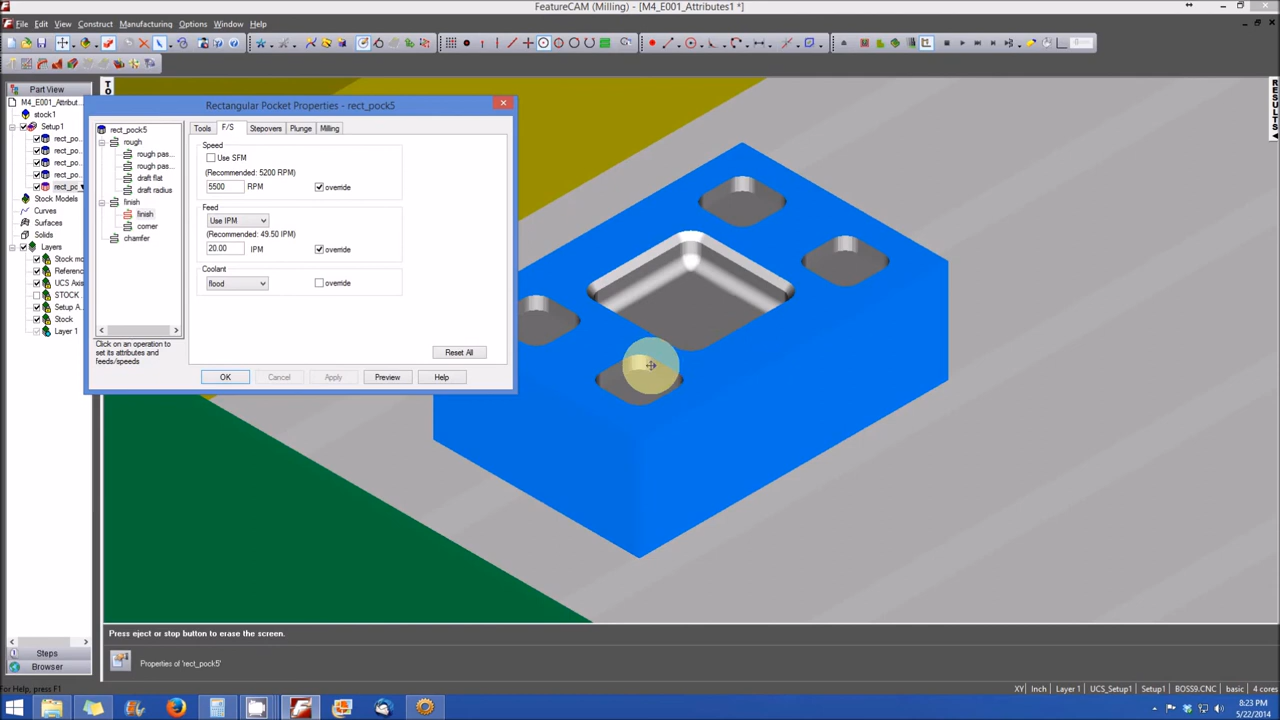 FeatureCAM (Milling) - [M4_E001_Attributes1 *]
File Edit View Construct Manufacturing Options Window Help
Part View
M4_E001_Attribut...
stock1
Setup1
rect_po...
rect_po...
rect_po...
rect_po...
rect_po
Stock Models
Curves
Surfaces
Solids
Layers
Stock mo
Referenc
UCS Axis
STOCK
Setup A
Stock
Layer 1
Steps
Browser
TO
RESULTS
Rectangular Pocket Properties - rect_pock5
rect_pock5
rough
rough pas...
rough pas...
draft flat
draft radius
finish
finish
corner
chamfer
Click on an operation to
set its attributes and
feeds/speeds
Tools F/S Stepovers Plunge Milling
Speed
Use SFM
(Recommended: 5200 RPM)
5500 RPM override
Feed
Use IPM
(Recommended: 49.50 IPM)
20.00 IPM override
Coolant
flood override
Reset All
OK Cancel Apply Preview Help
Press eject or stop button to erase the screen.
Properties of 'rect_pock5'
For Help, press F1
XY Inch Layer 1 UCS_Setup1 Setup1 BOSS9.CNC basic 4 cores
8:23 PM
5/22/2014